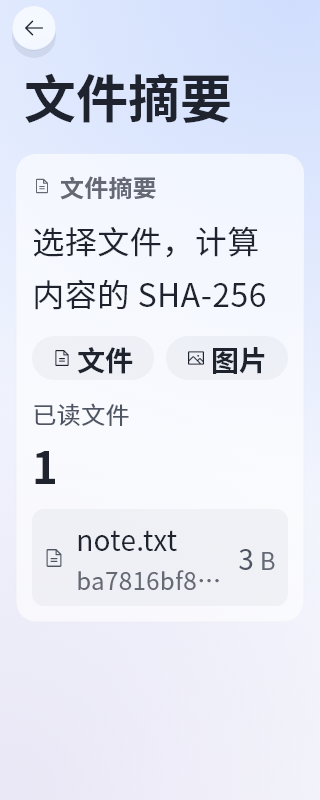 文件摘要
文件摘要
选择文件，计算
内容的 SHA-256
文件
图片
已读文件
1
note.txt
ba7816bf8…
3 B